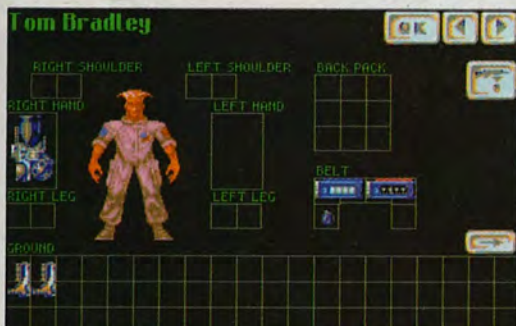 Tom Bradley
OK
RIGHT SHOULDER
LEFT SHOULDER
BACK PACK
RIGHT HAND
LEFT HAND
BELT
RIGHT LEG
LEFT LEG
GROUND